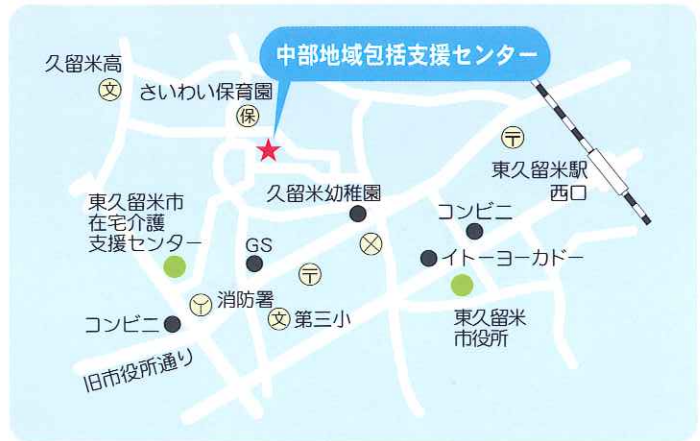 中部地域包括支援センター
久留米高
文
さいわい保育園
保
〒
東久留米駅
西口
久留米幼稚園
東久留米市
在宅介護
支援センター
コンビニ
GS
イトーヨーカドー
〒
消防署
文
第三小
コンビニ
東久留米
市役所
旧市役所通り